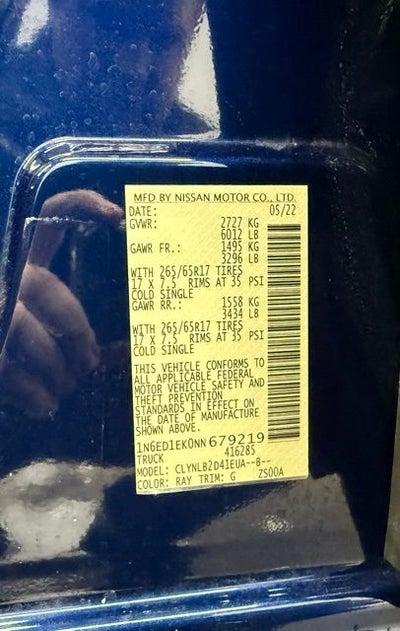 MFD BY NISSAN MOTOR CO., LTD.
DATE: 05/22
GVWR: 2727 KG
6012 LB
GAWR FR.: 1495 KG
3296 LB
WITH 265/65R17 TIRES
17 X 7.5 RIMS AT 35 PSI
COLD SINGLE
GAWR RR.: 1558 KG
3434 LB
WITH 265/65R17 TIRES
17 X 7.5 RIMS AT 35 PSI
COLD SINGLE
THIS VEHICLE CONFORMS TO
ALL APPLICABLE FEDERAL
MOTOR VEHICLE SAFETY AND
THEFT PREVENTION
STANDARDS IN EFFECT ON
THE DATE OF MANUFACTURE
SHOWN ABOVE.
1N6ED1EK0NN679219
TRUCK 416285
MODEL: CLYNLB2D41EUA--B--
COLOR: RAY TRIM: G ZS00A